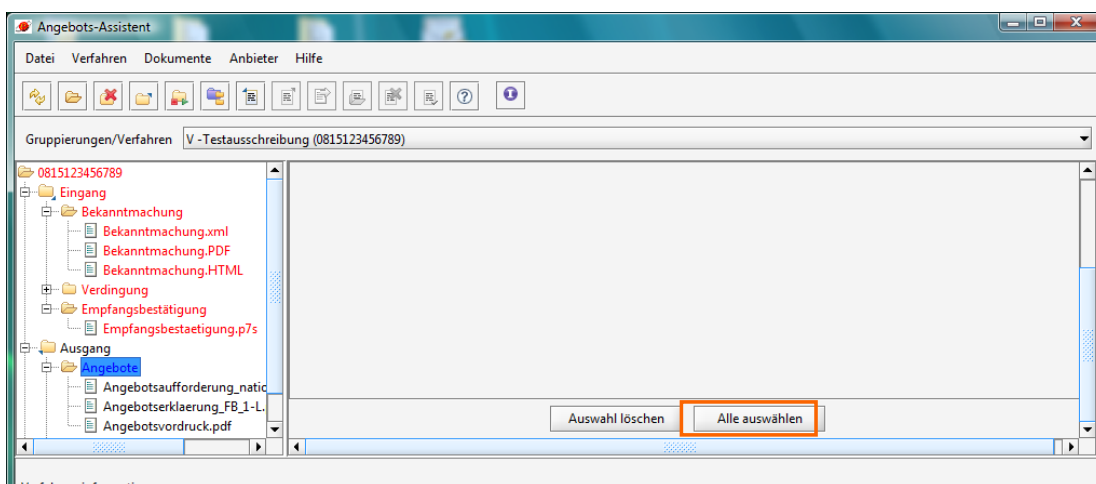 Angebots-Assistent
Datei Verfahren Dokumente Anbieter Hilfe
Gruppierungen/Verfahren V -Testausschreibung (0815123456789)
0815123456789
Eingang
Bekanntmachung
Bekanntmachung.xml
Bekanntmachung.PDF
Bekanntmachung.HTML
Verdingung
Empfangsbestätigung
Empfangsbestaetigung.p7s
Ausgang
Angebote
Angebotsaufforderung_natic
Angebotserklaerung_FB_1-L.
Angebotsvordruck.pdf
Auswahl löschen Alle auswählen